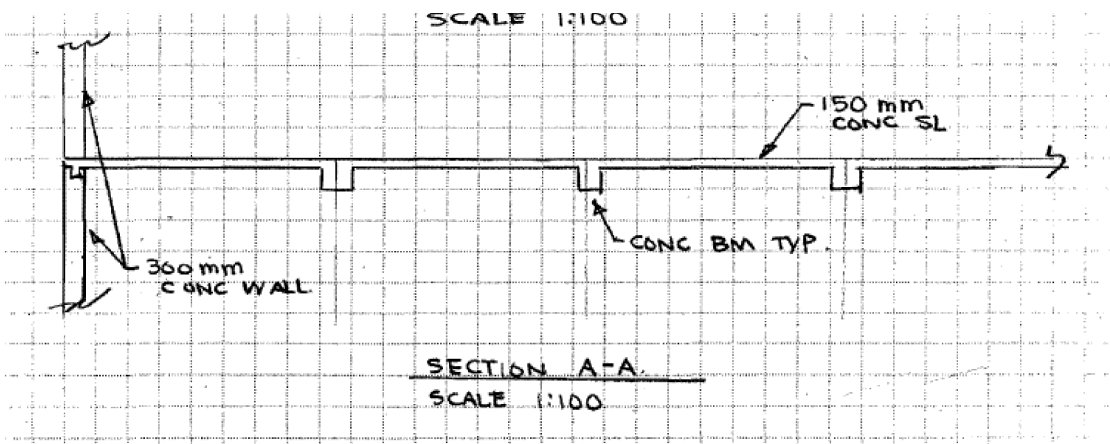 SCALE 1:100
150 mm
CONC SL
CONC BM TYP.
300 mm
CONC WALL
SECTION A-A.
SCALE 1:100